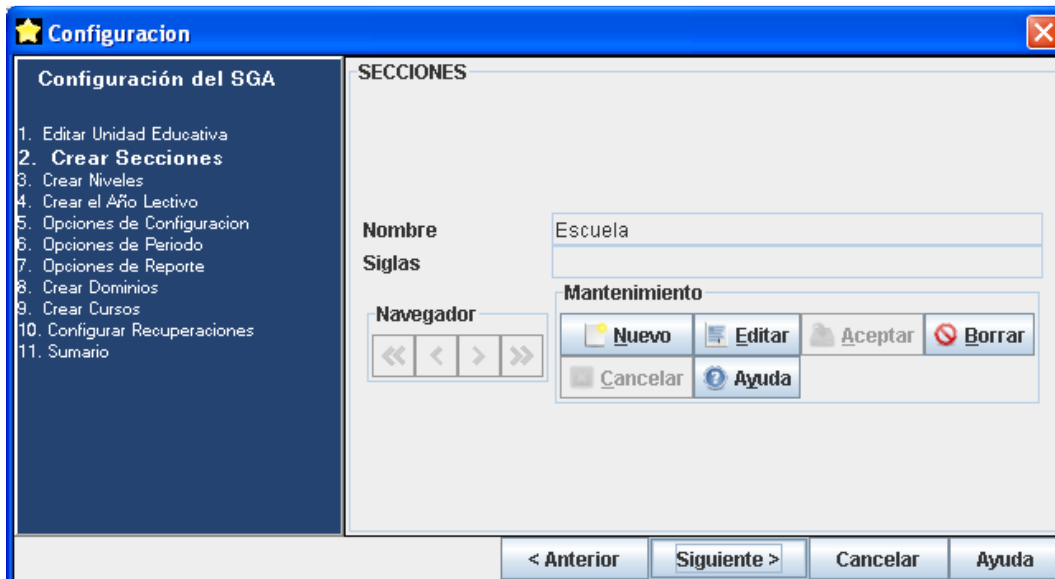 Configuracion
Configuración del SGA
1. Editar Unidad Educativa
2. Crear Secciones
3. Crear Niveles
4. Crear el Año Lectivo
5. Opciones de Configuracion
6. Opciones de Periodo
7. Opciones de Reporte
8. Crear Dominios
9. Crear Cursos
10. Configurar Recuperaciones
11. Sumario
SECCIONES
Nombre Escuela
Siglas
Navegador
Mantenimiento
Nuevo Editar Aceptar Borrar
Cancelar Ayuda
< Anterior Siguiente > Cancelar Ayuda